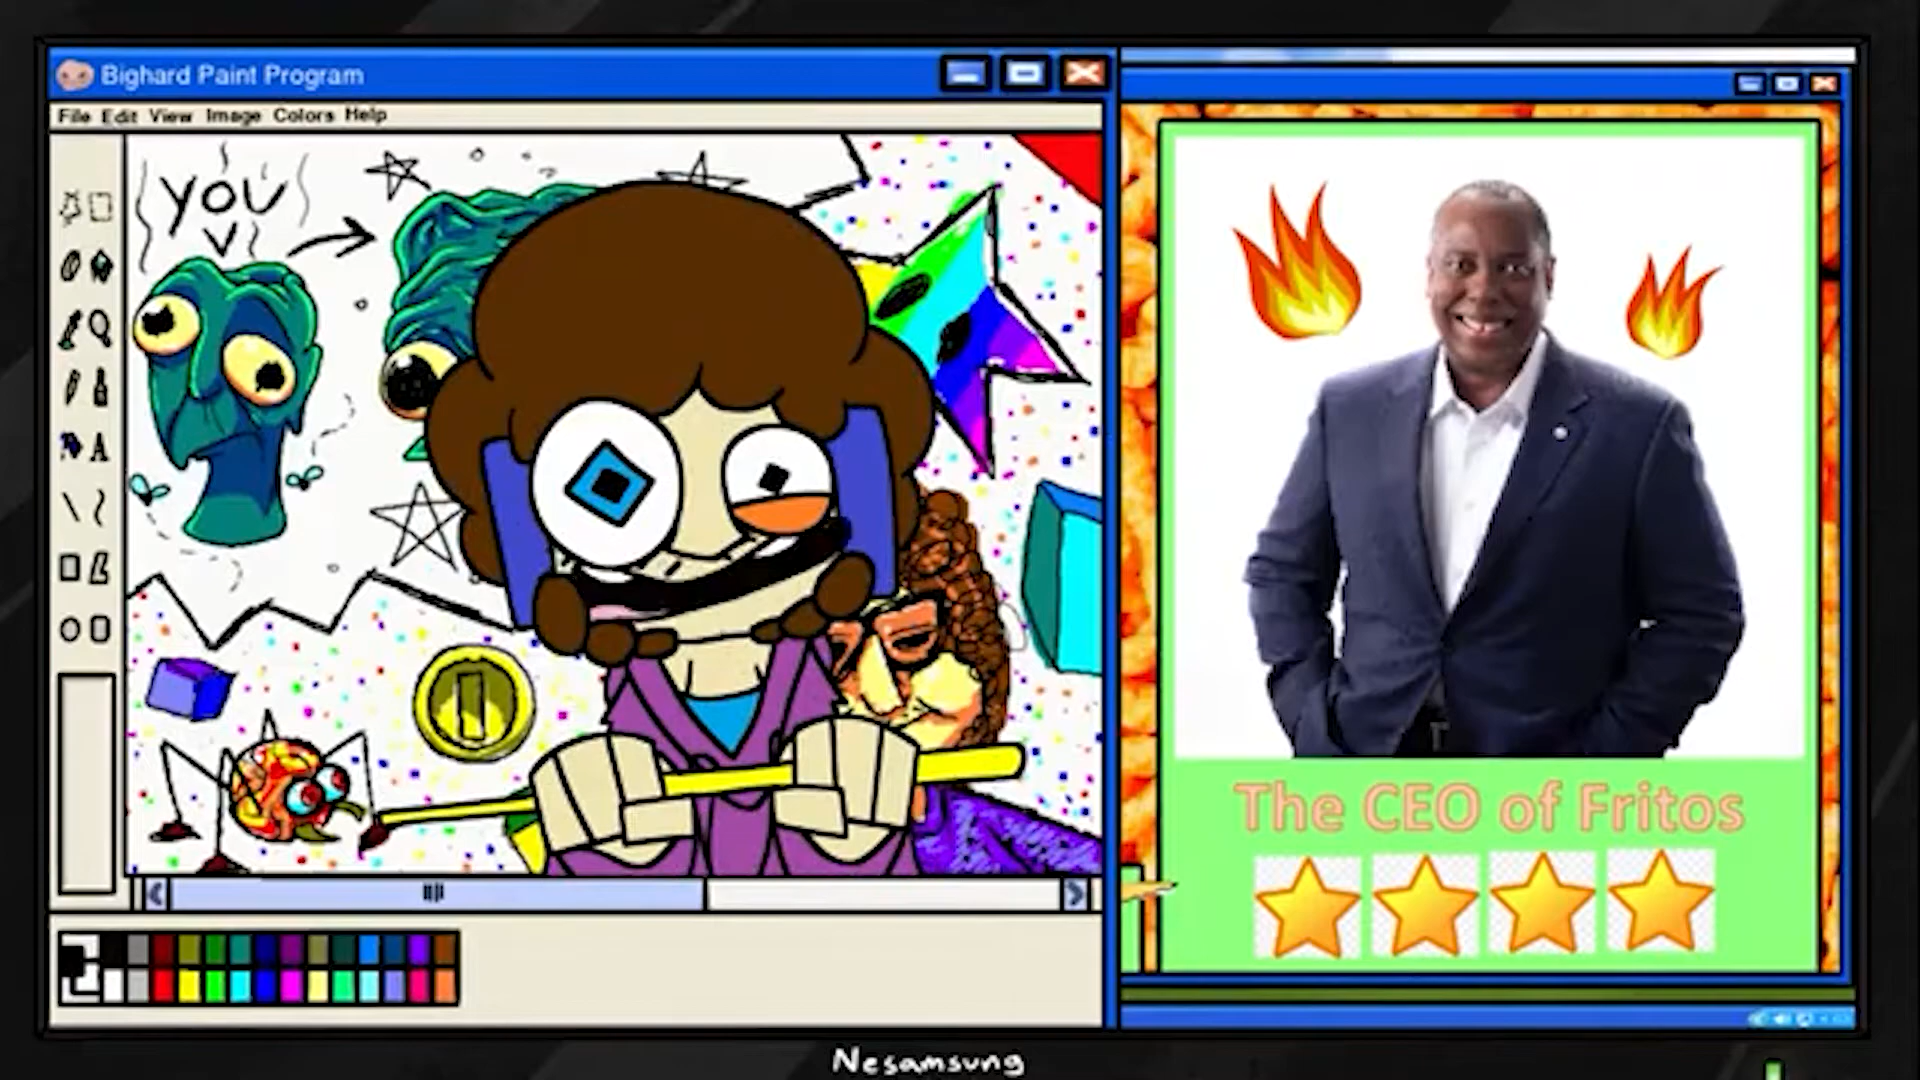 Bighard Paint Program
File Edit View Image Colors Help
YOU
A
The CEO of Fritos
Nesamsung